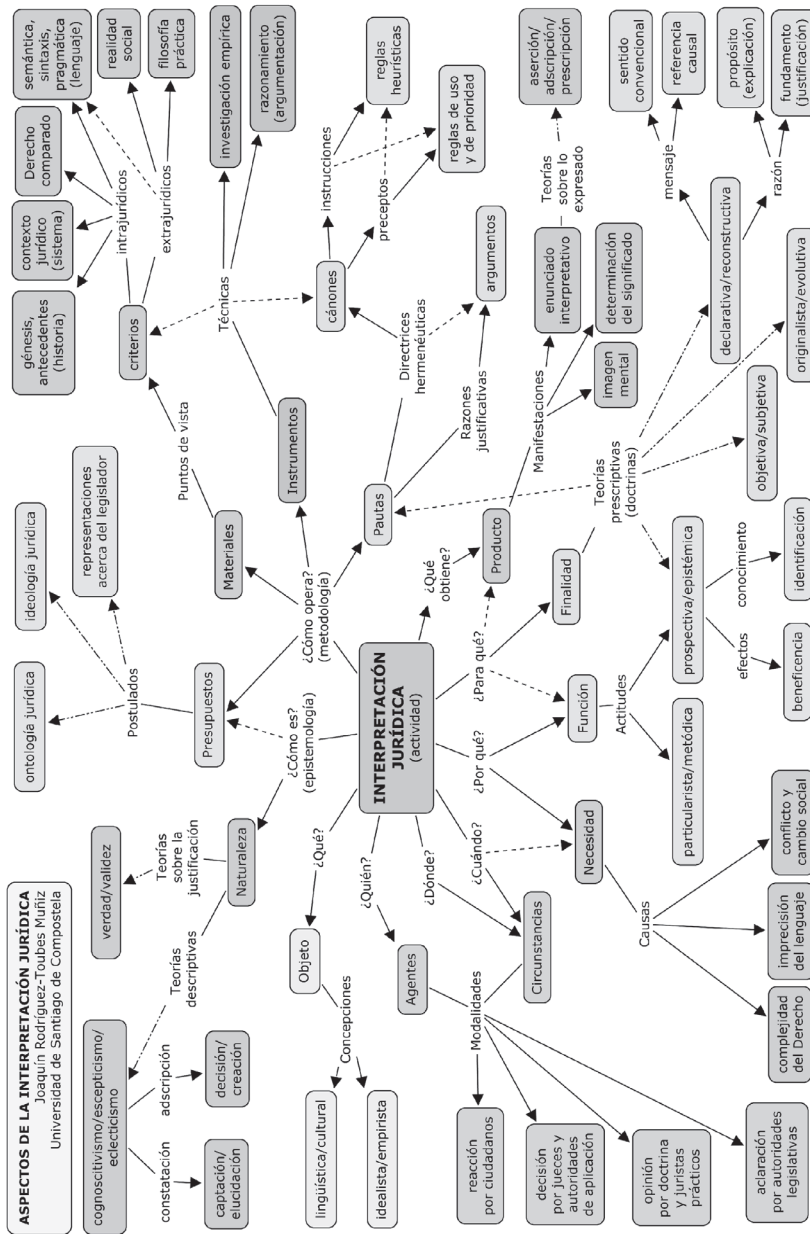 ASPECTOS DE LA INTERPRETACIÓN JURÍDICA
Joaquín Rodríguez-Toubes Muñiz
Universidad de Santiago de Compostela
cognoscitivismo/escepticismo/
eclecticismo
constatación
adscripción
captación/
elucidación
decisión/
creación
Teorías
descriptivas
verdad/validez
Teorías
sobre la
justificación
Naturaleza
ontología jurídica
ideología jurídica
representaciones
acerca del legislador
Postulados
Presupuestos
¿Cómo es?
(epistemología)
¿Cómo opera?
(metodología)
Materiales
Puntos de vista
criterios
intrajurídicos
extrajurídicos
génesis,
antecedentes
(historia)
contexto
jurídico
(sistema)
Derecho
comparado
semántica,
sintaxis,
pragmática
(lenguaje)
realidad
social
filosofía
práctica
Instrumentos
Técnicas
investigación empírica
razonamiento
(argumentación)
Pautas
Directrices
hermenéuticas
cánones
instrucciones
preceptos
reglas
heurísticas
reglas de uso
y de prioridad
Razones
justificativas
argumentos
INTERPRETACIÓN
JURÍDICA
(actividad)
¿Qué?
Objeto
Concepciones
lingüística/cultural
idealista/empirista
¿Quién?
Agentes
¿Dónde?
¿Cuándo?
Circunstancias
Modalidades
reacción
por ciudadanos
decisión
por jueces y
autoridades
de aplicación
opinión
por doctrina
y juristas
prácticos
aclaración
por autoridades
legislativas
¿Por qué?
Necesidad
Causas
complejidad
del Derecho
imprecisión
del lenguaje
conflicto y
cambio social
¿Para qué?
Función
Actitudes
particularista/metódica
prospectiva/epistémica
efectos
conocimiento
beneficencia
identificación
Finalidad
Teorías
prescriptivas
(doctrinas)
objetiva/subjetiva
originalista/evolutiva
declarativa/reconstructiva
mensaje
razón
sentido
convencional
referencia
causal
propósito
(explicación)
fundamento
(justificación)
¿Qué
obtiene?
Producto
Manifestaciones
imagen
mental
determinación
del significado
enunciado
interpretativo
Teorías
sobre lo
expresado
aserción/
adscripción/
prescripción